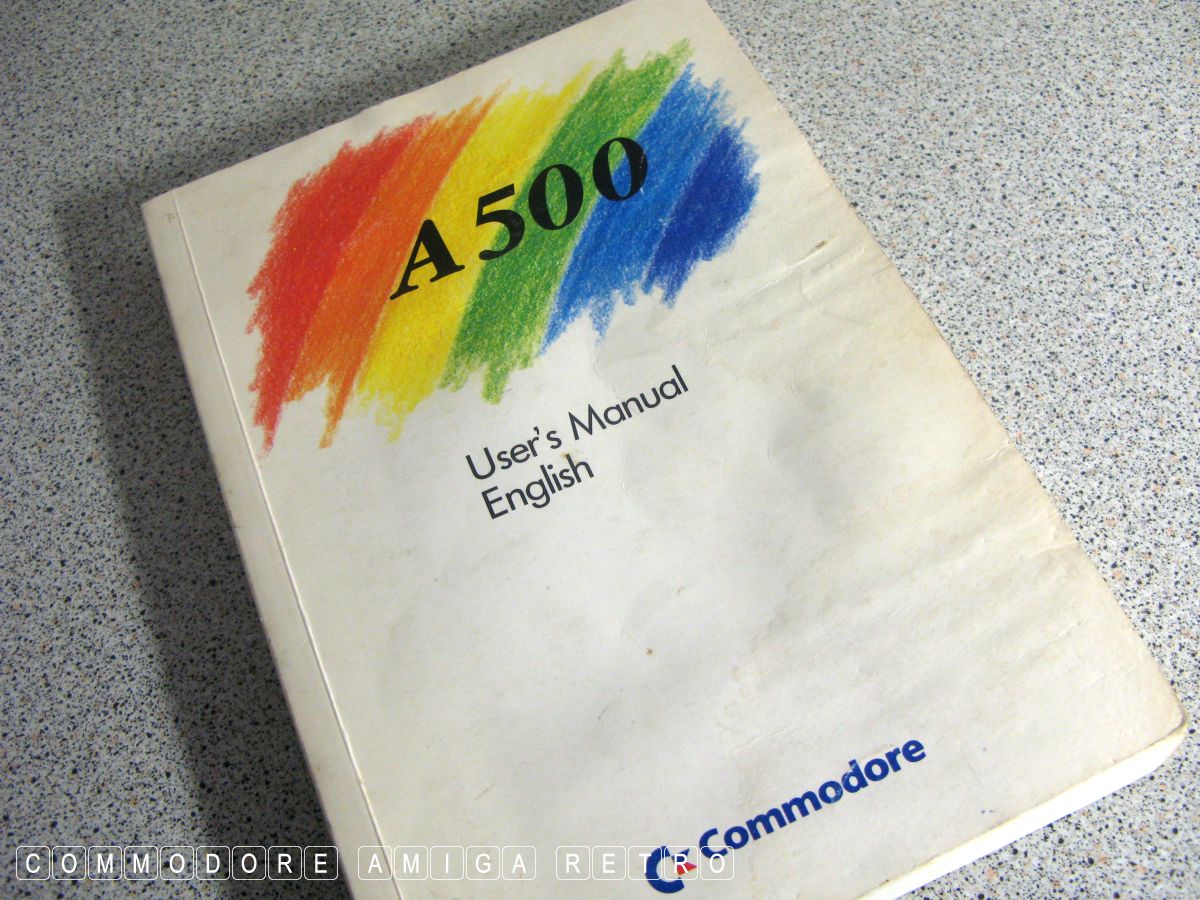 A500
User's Manual
English
Commodore
COMMODORE AMIGA RETRO